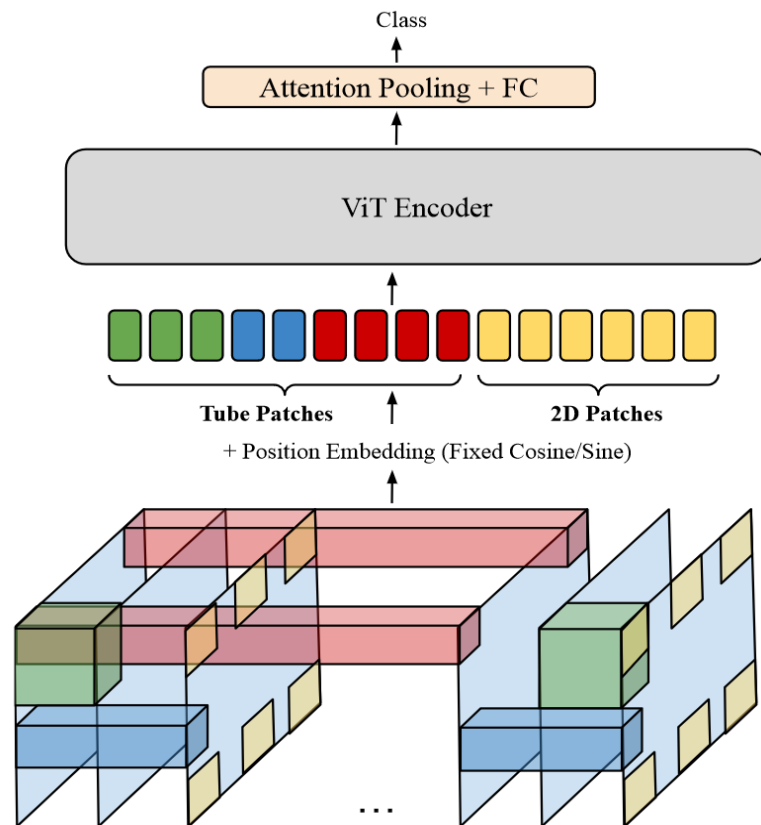 Class
Attention Pooling + FC
ViT Encoder
Tube Patches
2D Patches
+ Position Embedding (Fixed Cosine/Sine)
...